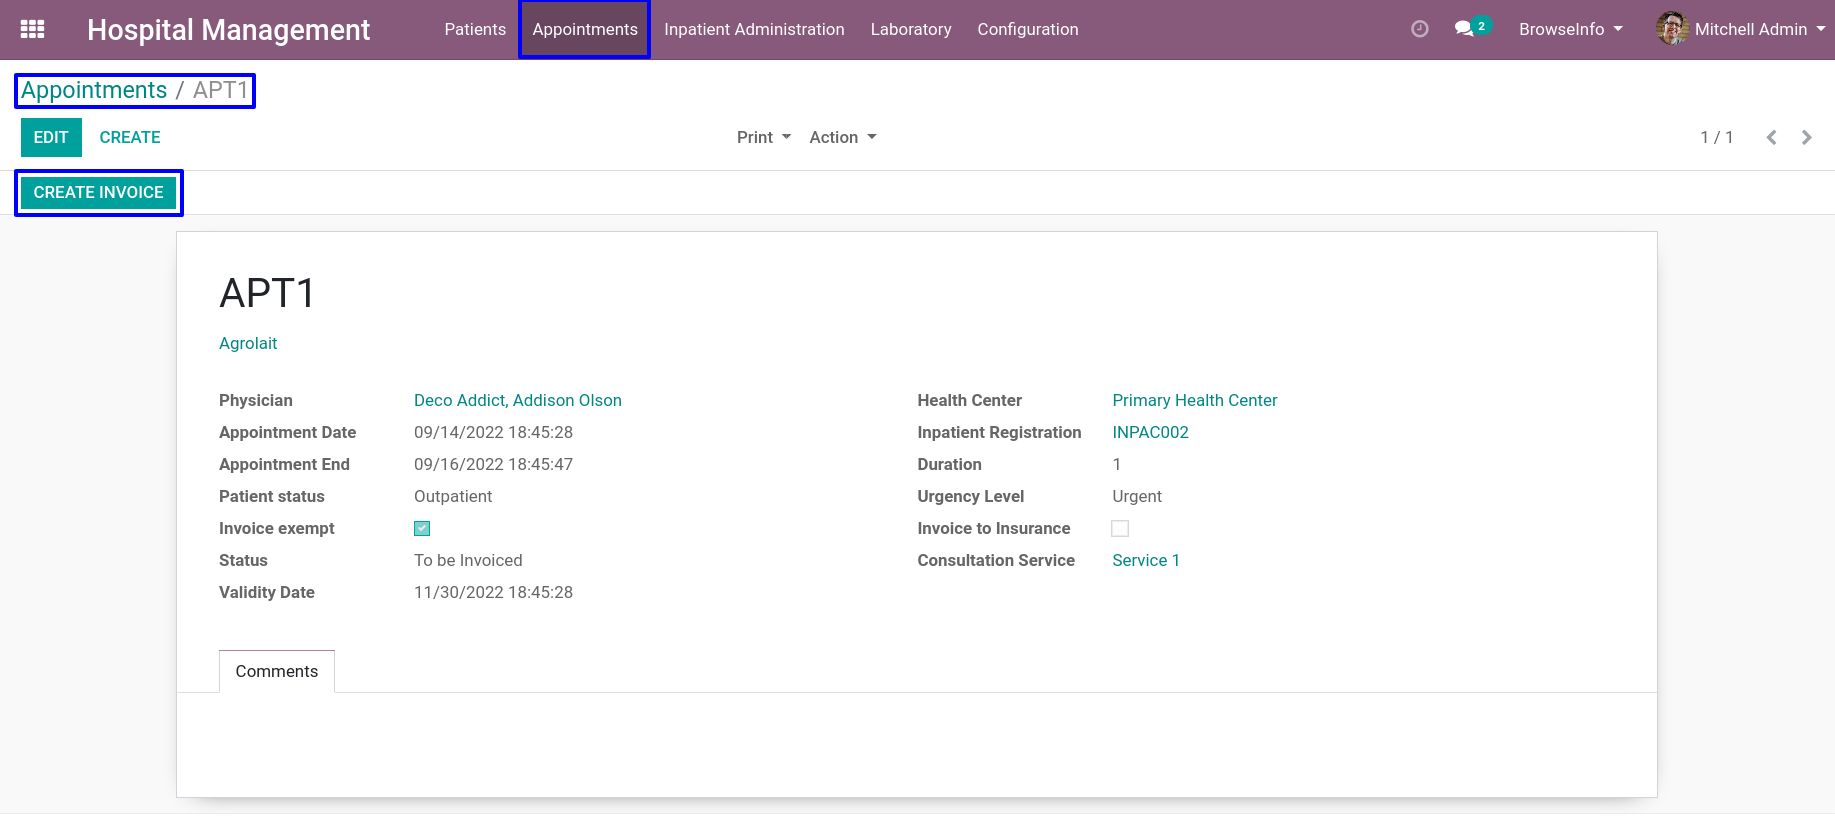 Hospital Management Patients Appointments Inpatient Administration Laboratory Configuration 2 BrowseInfo Mitchell Admin
Appointments / APT1
EDIT CREATE Print Action 1 / 1
CREATE INVOICE
APT1
Agrolait
Physician Deco Addict, Addison Olson Health Center Primary Health Center
Appointment Date 09/14/2022 18:45:28 Inpatient Registration INPAC002
Appointment End 09/16/2022 18:45:47 Duration 1
Patient status Outpatient Urgency Level Urgent
Invoice exempt Invoice to Insurance
Status To be Invoiced Consultation Service Service 1
Validity Date 11/30/2022 18:45:28
Comments